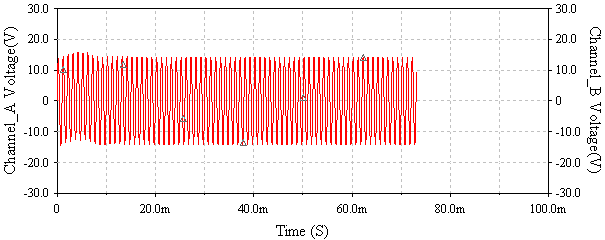 30.0 30.0
20.0 20.0
10.0 10.0
0 0
-10.0 -10.0
-20.0 -20.0
-30.0 -30.0
Channel_A Voltage(V)
Channel_B Voltage(V)
0 20.0m 40.0m 60.0m 80.0m 100.0m
Time (S)